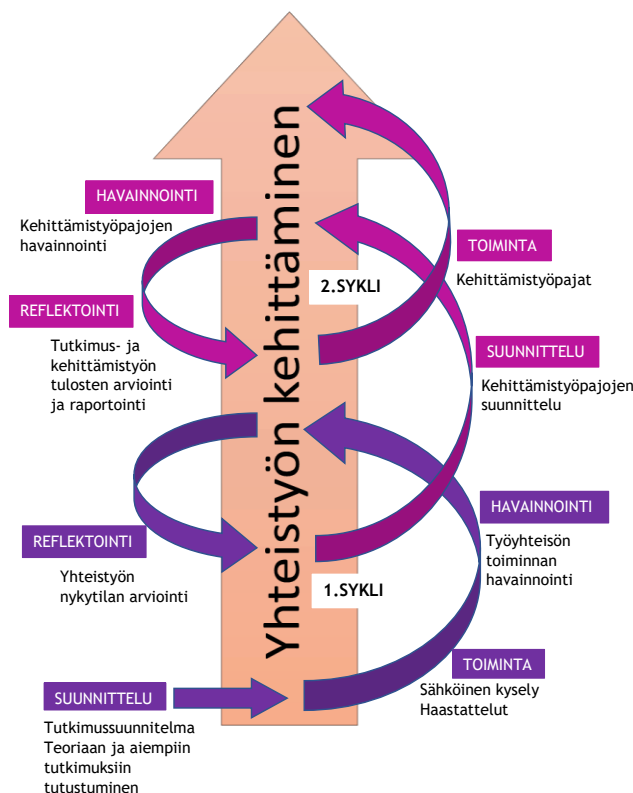 HAVAINNOINTI
Kehittämistyöpajojen
havainnointi
TOIMINTA
Kehittämistyöpajat
2.SYKLI
REFLEKTOINTI
Tutkimus- ja
kehittämistyön
tulosten arviointi
ja raportointi
SUUNNITTELU
Kehittämistyöpajojen
suunnittelu
Yhteistyön kehittäminen
HAVAINNOINTI
Työyhteisön
toiminnan
havainnointi
REFLEKTOINTI
Yhteistyön
nykytilan arviointi
1.SYKLI
TOIMINTA
Sähköinen kysely
Haastattelut
SUUNNITTELU
Tutkimussuunnitelma
Teoriaan ja aiempiin
tutkimuksiin
tutustuminen